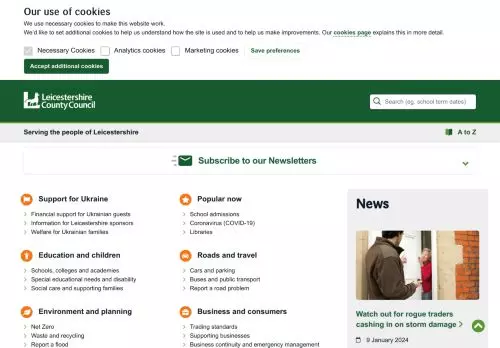 Our use of cookies
We use necessary cookies to make this website work.
We'd like to set additional cookies to help us understand how the site is used and to help us make improvements. Our cookies page explains this in more detail.
Necessary Cookies Analytics cookies Marketing cookies Save preferences
Accept additional cookies
Leicestershire
County Council
Search (eg, school term dates)
Serving the people of Leicestershire
A to Z
Subscribe to our Newsletters
Support for Ukraine
Financial support for Ukrainian guests
Information for Leicestershire sponsors
Welfare for Ukrainian families
Popular now
School admissions
Coronavirus (COVID-19)
Libraries
Education and children
Schools, colleges and academies
Special educational needs and disability
Social care and supporting families
Roads and travel
Cars and parking
Buses and public transport
Report a road problem
Environment and planning
Net Zero
Waste and recycling
Report a flood
Business and consumers
Trading standards
Supporting businesses
Business continuity and emergency management
News
Watch out for rogue traders
cashing in on storm damage
9 January 2024